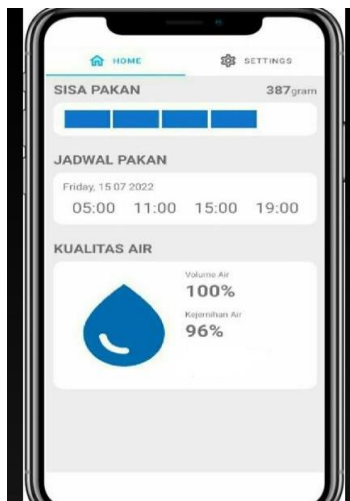 HOME SETTINGS
SISA PAKAN 387gram
JADWAL PAKAN
Friday, 15 07 2022
05:00 11:00 15:00 19:00
KUALITAS AIR
Volume Air
100%
Kejernihan Air
96%